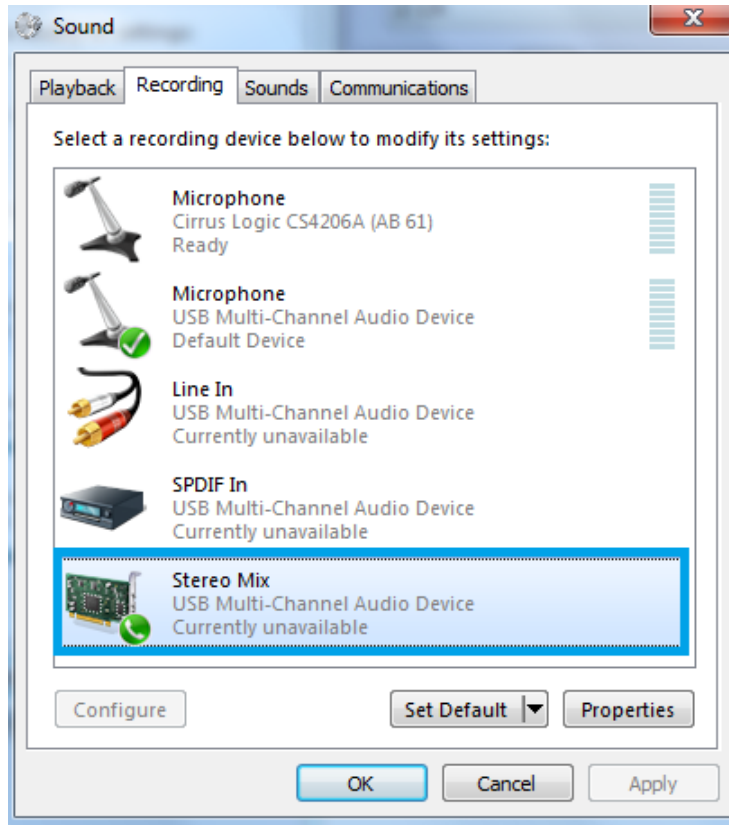 Sound
Playback Recording Sounds Communications
Select a recording device below to modify its settings:
Microphone
Cirrus Logic CS4206A (AB 61)
Ready
Microphone
USB Multi-Channel Audio Device
Default Device
Line In
USB Multi-Channel Audio Device
Currently unavailable
SPDIF In
USB Multi-Channel Audio Device
Currently unavailable
Stereo Mix
USB Multi-Channel Audio Device
Currently unavailable
Configure Set Default Properties
OK Cancel Apply